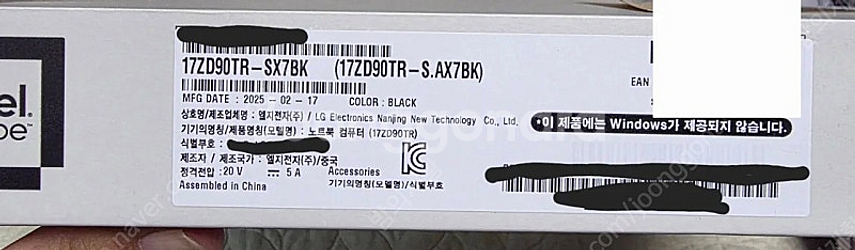 17ZD90TR-SX7BK (17ZD90TR-S.AX7BK)
EAN
MFG DATE : 2025 - 02 - 17 COLOR : BLACK
상호명/제조업체명 : 엘지전자(주) / LG Electronics Nanjing New Technology Co., Ltd.
•이 제품에는 Windows가 제공되지 않습니다.
기기의명칭/제품명칭(모델명) : 노트북 컴퓨터 (17ZD90TR)
식별부호 :
제조자 / 제조국가 : 엘지전자(주)/중국
정격전압 : 20 V ⎓ 5 A
Accessories
Assembled in China
기기의명칭(모델명)/식별부호